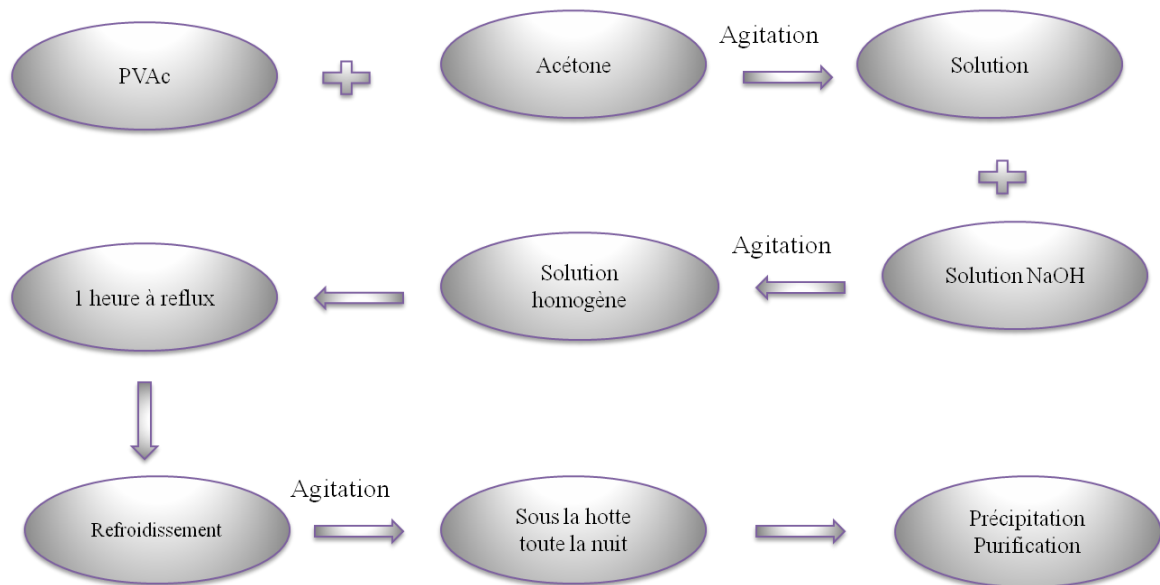 PVAc
Acétone
Agitation
Solution
Solution NaOH
Agitation
Solution
homogène
1 heure à reflux
Refroidissement
Agitation
Sous la hotte
toute la nuit
Précipitation
Purification